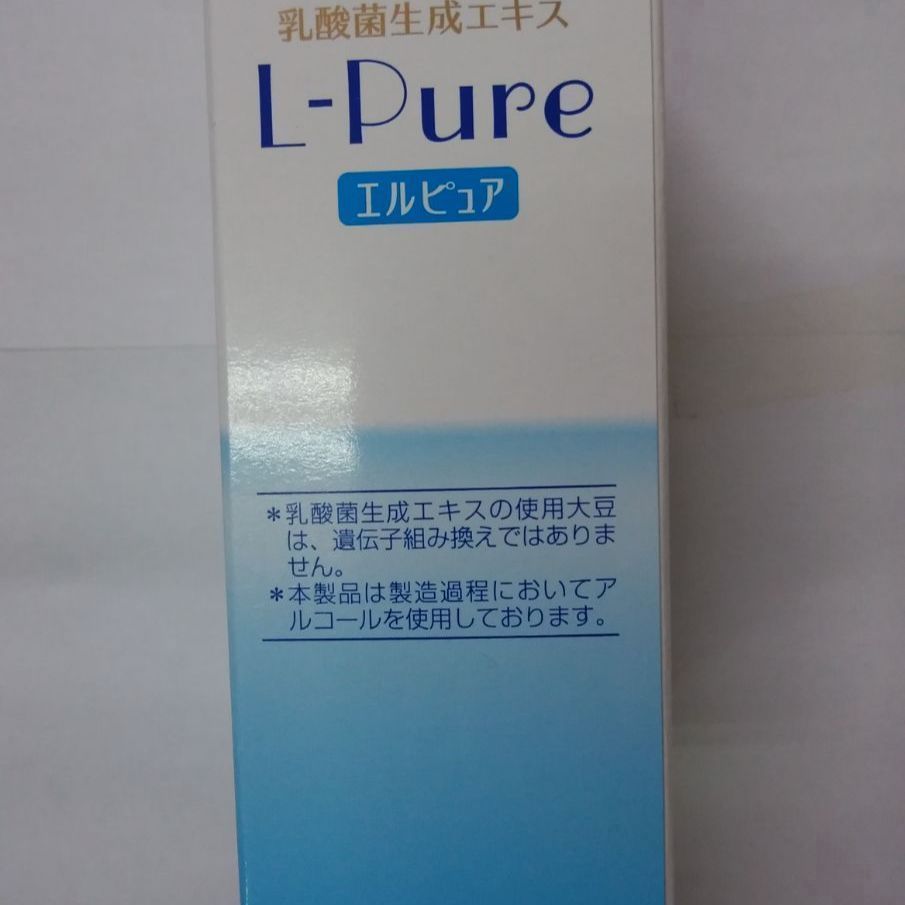 乳酸菌生成エキス
L-Pure
エルピュア
＊乳酸菌生成エキスの使用大豆
は、遺伝子組み換えではありま
せん。
＊本製品は製造過程においてア
ルコールを使用しております。